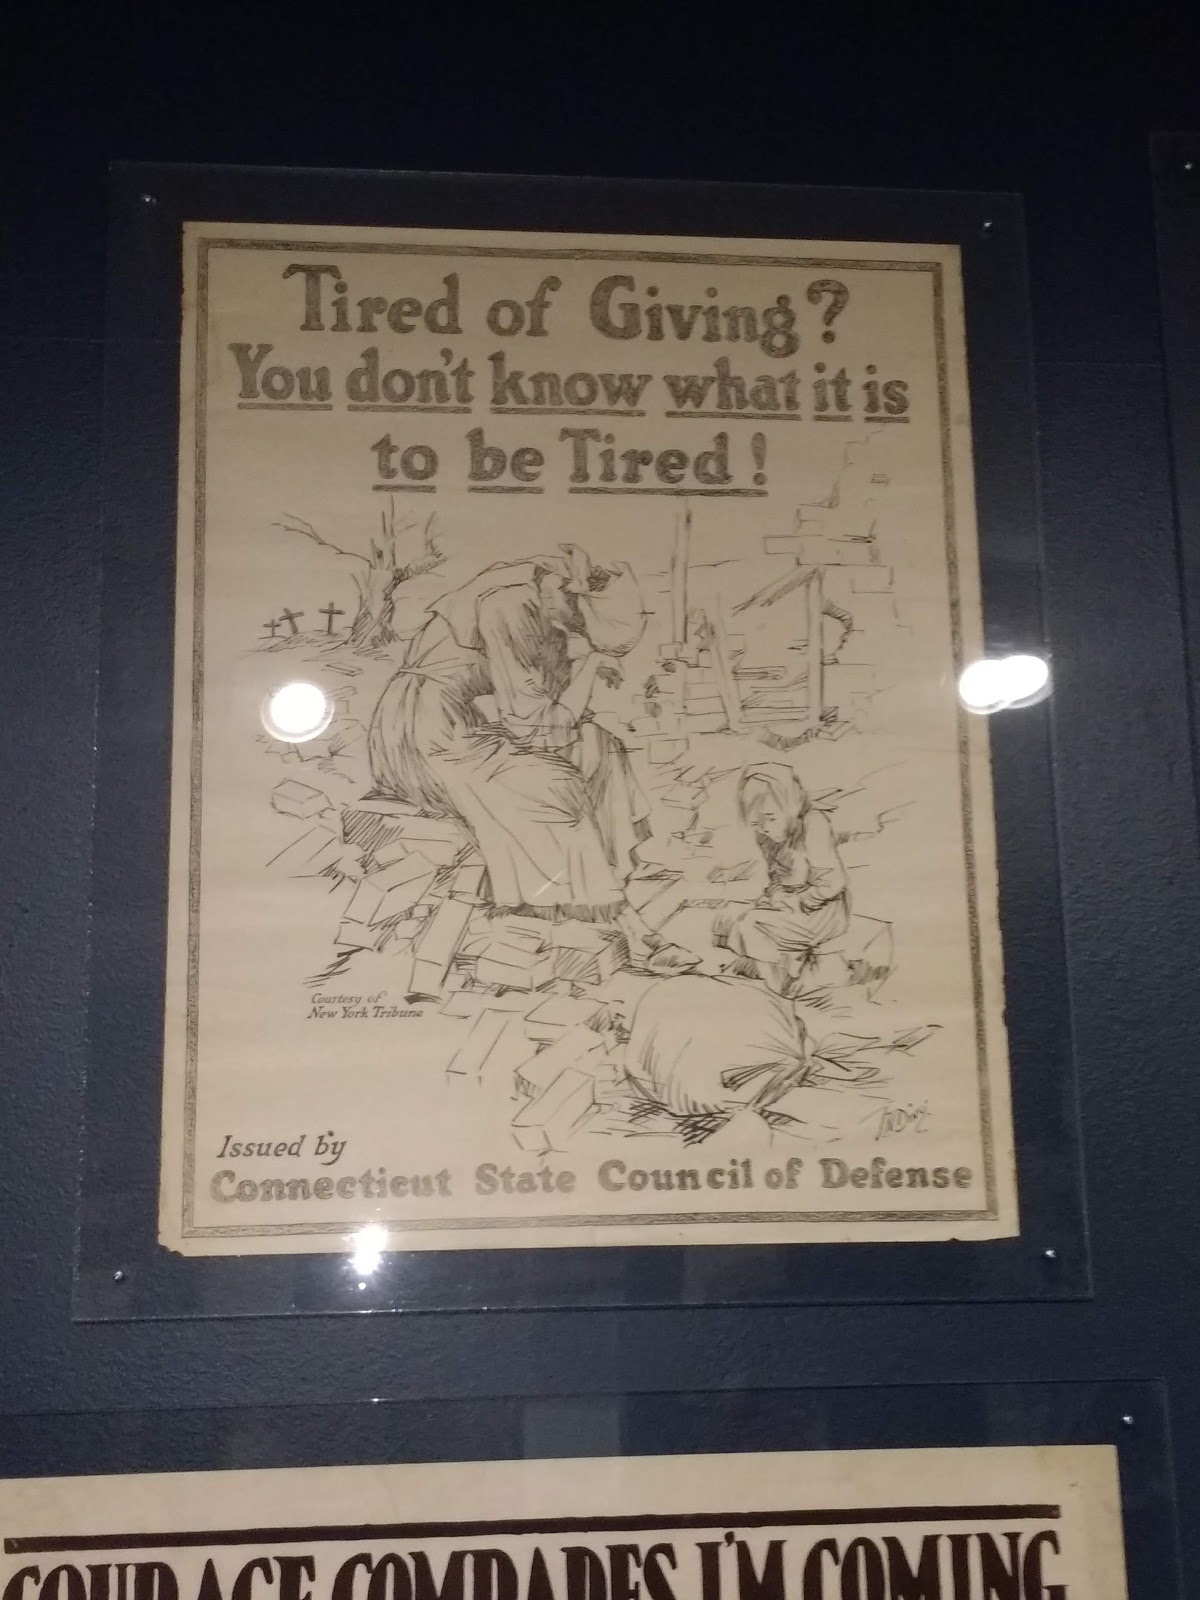 Tired of Giving?
You don't know what it is
to be Tired!
Courtesy of
New York Tribune
Issued by
Connecticut State Council of Defense
COURAGE COMRADES I'M COMING